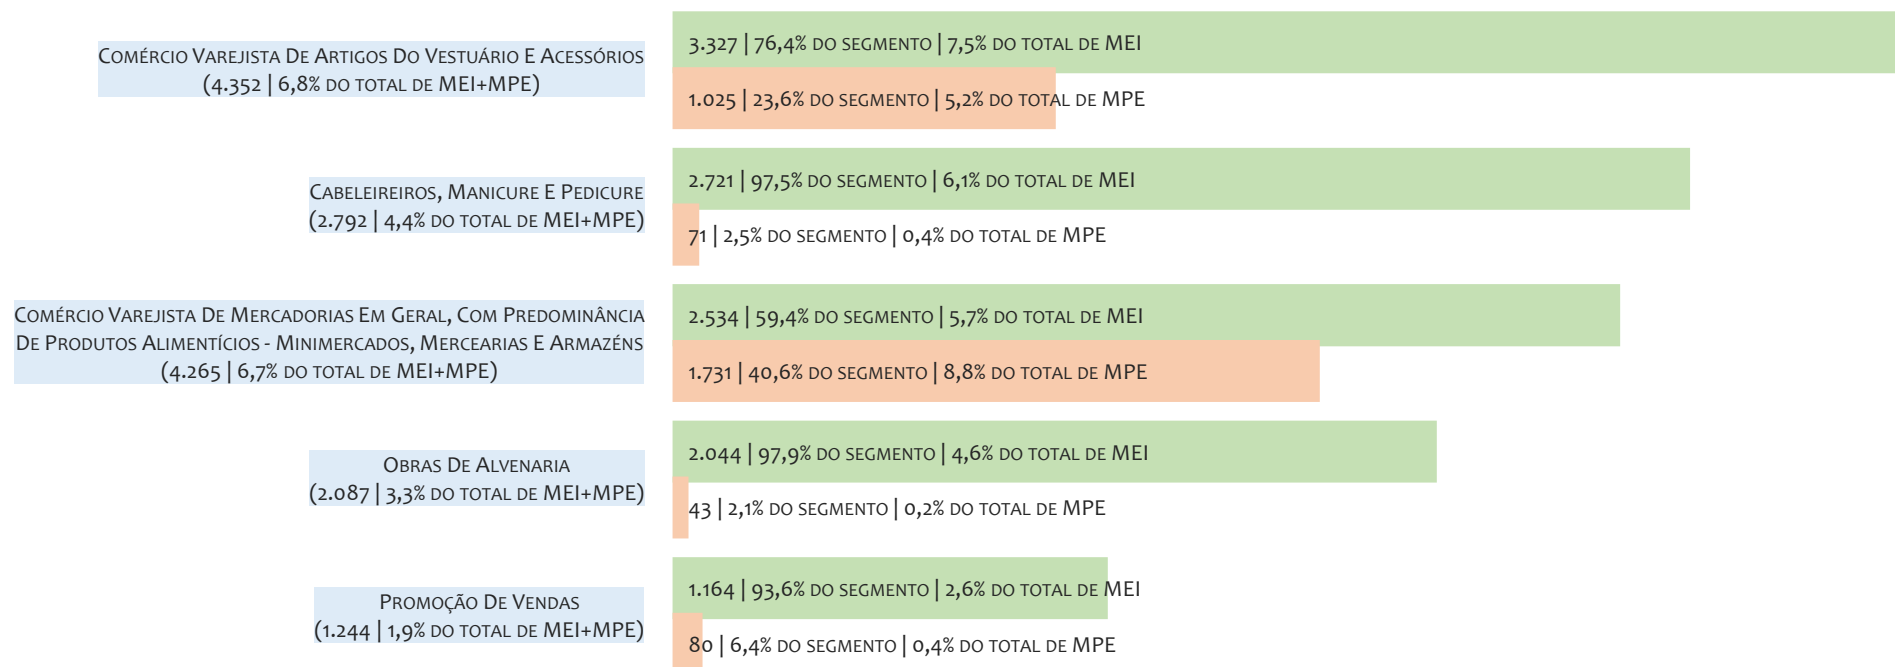 Comércio Varejista De Artigos Do Vestuário E Acessórios
(4.352 | 6,8% do total de MEI+MPE)
3.327 | 76,4% do segmento | 7,5% do total de MEI
1.025 | 23,6% do segmento | 5,2% do total de MPE
Cabeleireiros, Manicure E Pedicure
(2.792 | 4,4% do total de MEI+MPE)
2.721 | 97,5% do segmento | 6,1% do total de MEI
71 | 2,5% do segmento | 0,4% do total de MPE
Comércio Varejista De Mercadorias Em Geral, Com Predominância
De Produtos Alimentícios - Minimercados, Mercearias E Armazéns
(4.265 | 6,7% do total de MEI+MPE)
2.534 | 59,4% do segmento | 5,7% do total de MEI
1.731 | 40,6% do segmento | 8,8% do total de MPE
Obras De Alvenaria
(2.087 | 3,3% do total de MEI+MPE)
2.044 | 97,9% do segmento | 4,6% do total de MEI
43 | 2,1% do segmento | 0,2% do total de MPE
Promoção De Vendas
(1.244 | 1,9% do total de MEI+MPE)
1.164 | 93,6% do segmento | 2,6% do total de MEI
80 | 6,4% do segmento | 0,4% do total de MPE